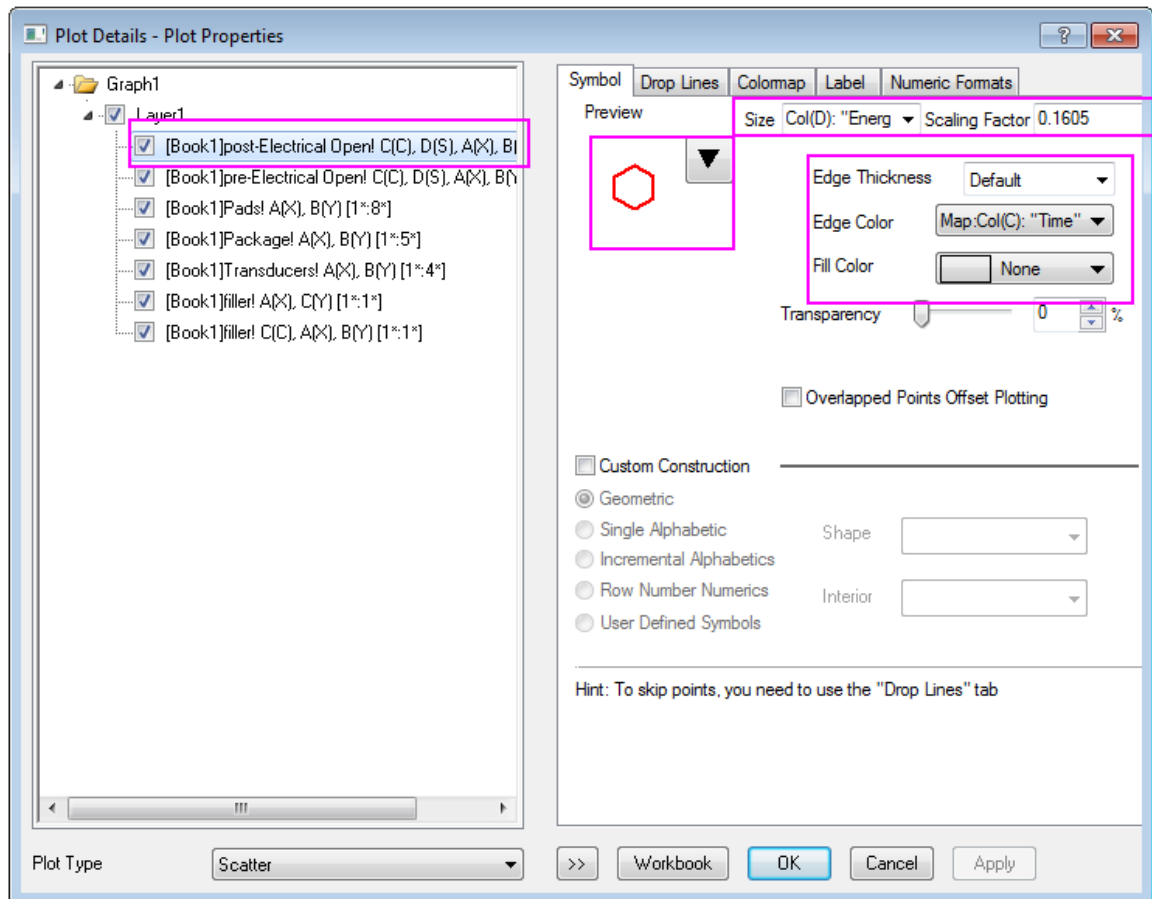 Plot Details - Plot Properties
Graph1
Layer1
[Book1]post-Electrical Open! C(C), D(S), A(X), B(
[Book1]pre-Electrical Open! C(C), D(S), A(X), B(Y
[Book1]Pads! A(X), B(Y) [1*:8*]
[Book1]Package! A(X), B(Y) [1*:5*]
[Book1]Transducers! A(X), B(Y) [1*:4*]
[Book1]filler! A(X), C(Y) [1*:1*]
[Book1]filler! C(C), A(X), B(Y) [1*:1*]
Plot Type Scatter
Symbol Drop Lines Colormap Label Numeric Formats
Preview
Size Col(D): "Energ Scaling Factor 0.1605
Edge Thickness Default
Edge Color Map:Col(C): "Time"
Fill Color None
Transparency 0 %
Overlapped Points Offset Plotting
Custom Construction
Geometric
Single Alphabetic
Shape
Incremental Alphabetics
Row Number Numerics
Interior
User Defined Symbols
Hint: To skip points, you need to use the "Drop Lines" tab
>> Workbook OK Cancel Apply